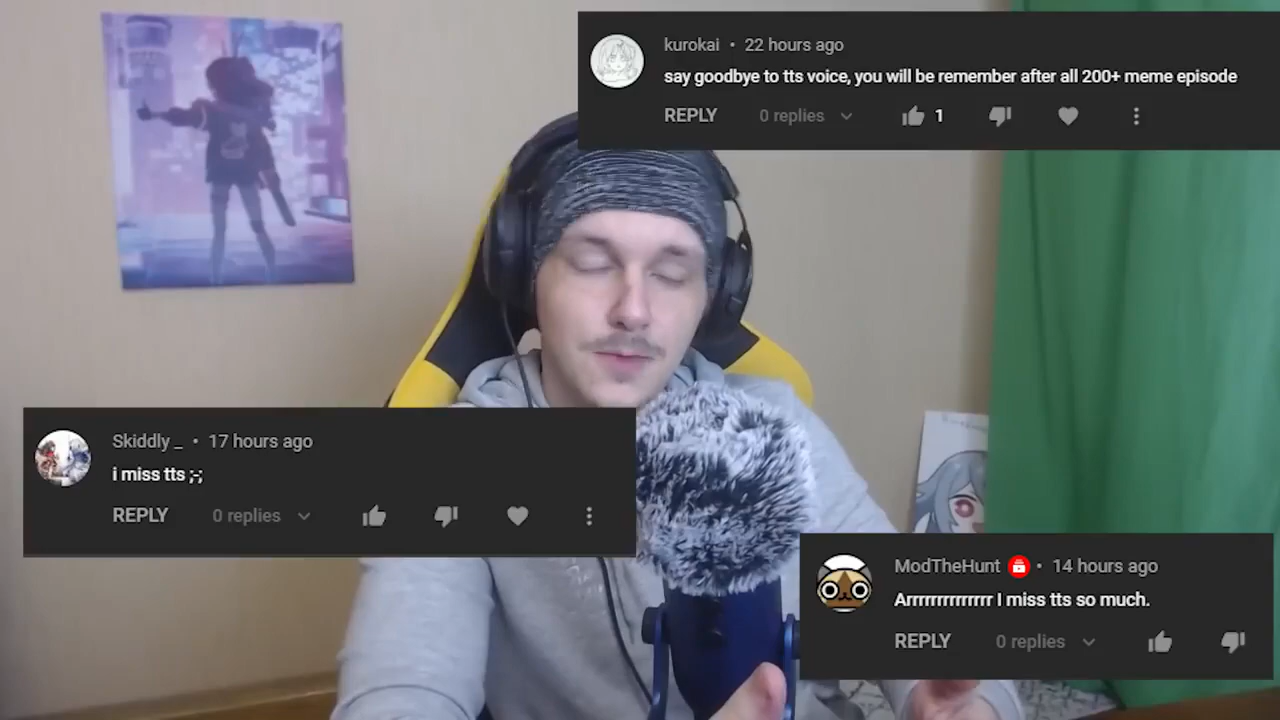 kurokai • 22 hours ago
say goodbye to tts voice, you will be remember after all 200+ meme episode
REPLY 0 replies 1
Skiddly _ • 17 hours ago
i miss tts ;-;
REPLY 0 replies
ModTheHunt • 14 hours ago
Arrrrrrrrrrrrrr I miss tts so much.
REPLY 0 replies